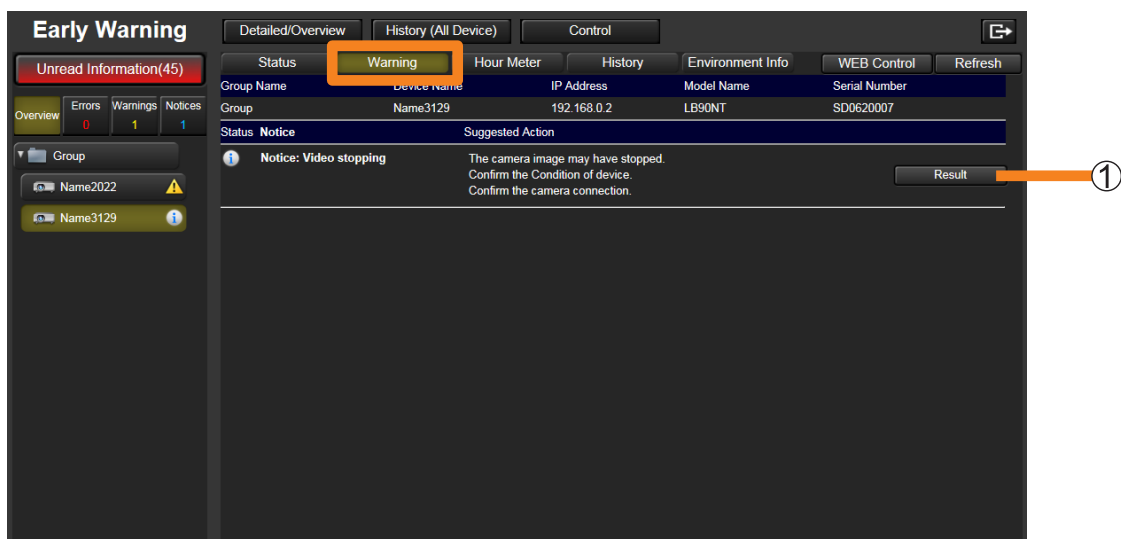 Early Warning
Detailed/Overview History (All Device) Control
Unread Information(45)
Status Warning Hour Meter History Environment Info WEB Control Refresh
Group Name Device Name IP Address Model Name Serial Number
Overview Errors 0 Warnings 1 Notices 1
Group Name3129 192.168.0.2 LB90NT SD0620007
Status Notice Suggested Action
Group
Notice: Video stopping The camera image may have stopped.
Confirm the Condition of device.
Confirm the camera connection.
Result
①
Name2022
Name3129